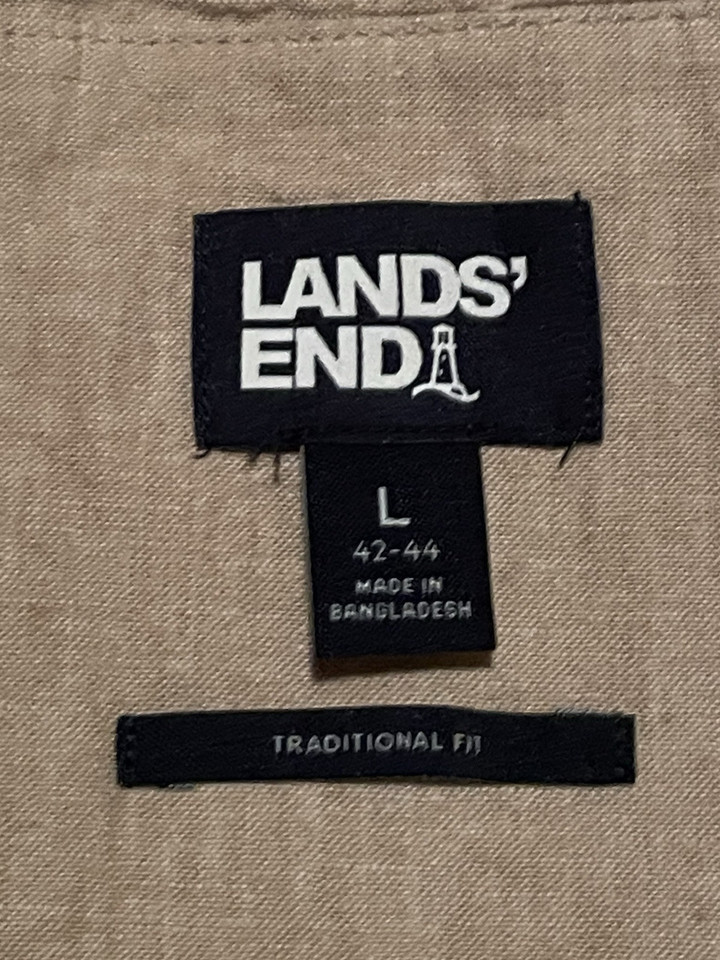 LANDS’
END
L
42-44
MADE IN
BANGLADESH
TRADITIONAL FIT